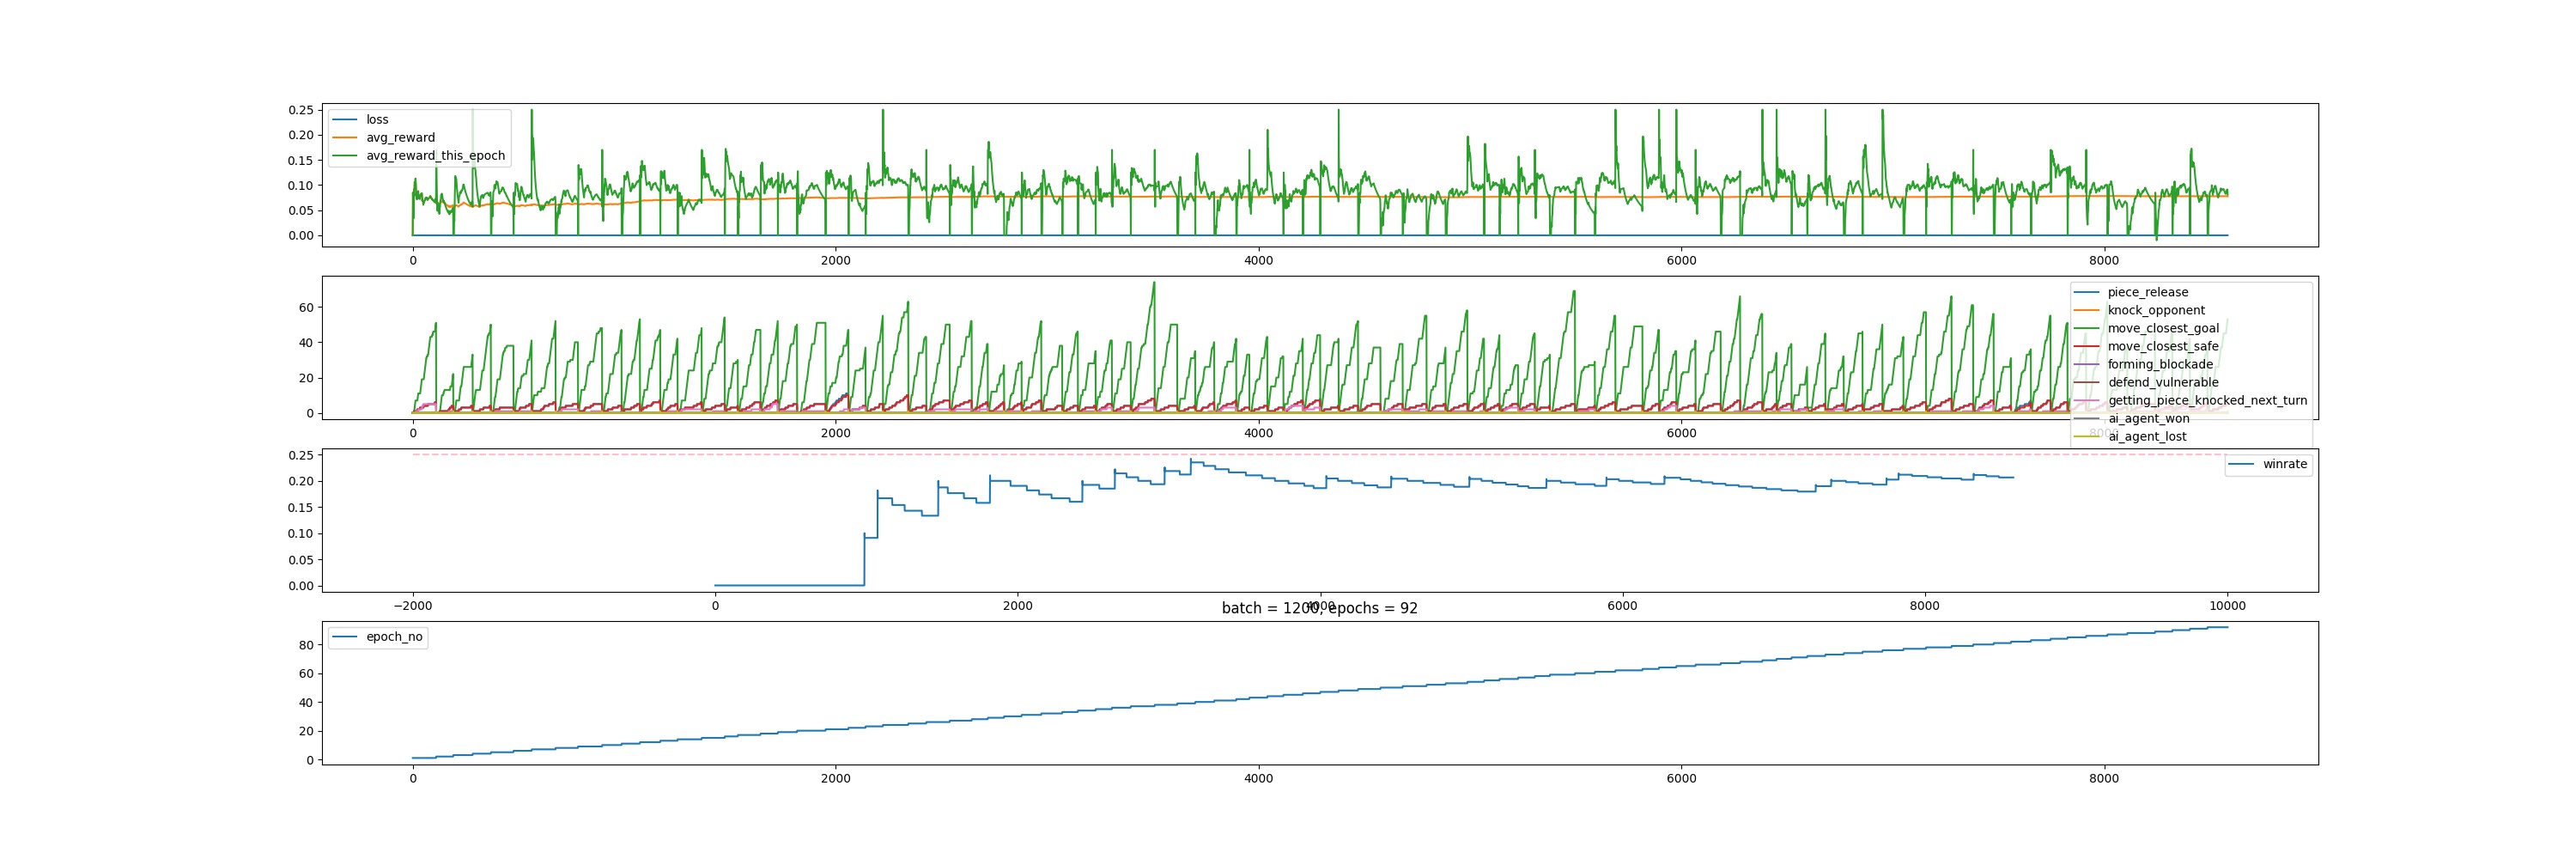 0.25
0.20
0.15
0.10
0.05
0.00
loss
avg_reward
avg_reward_this_epoch
0 2000 4000 6000 8000
60
40
20
0
piece_release
knock_opponent
move_closest_goal
move_closest_safe
forming_blockade
defend_vulnerable
getting_piece_knocked_next_turn
ai_agent_won
ai_agent_lost
0 2000 4000 6000 8000
0.25
0.20
0.15
0.10
0.05
0.00
winrate
−2000 0 2000 4000 6000 8000 10000
batch = 1200, epochs = 92
80
60
40
20
0
epoch_no
0 2000 4000 6000 8000